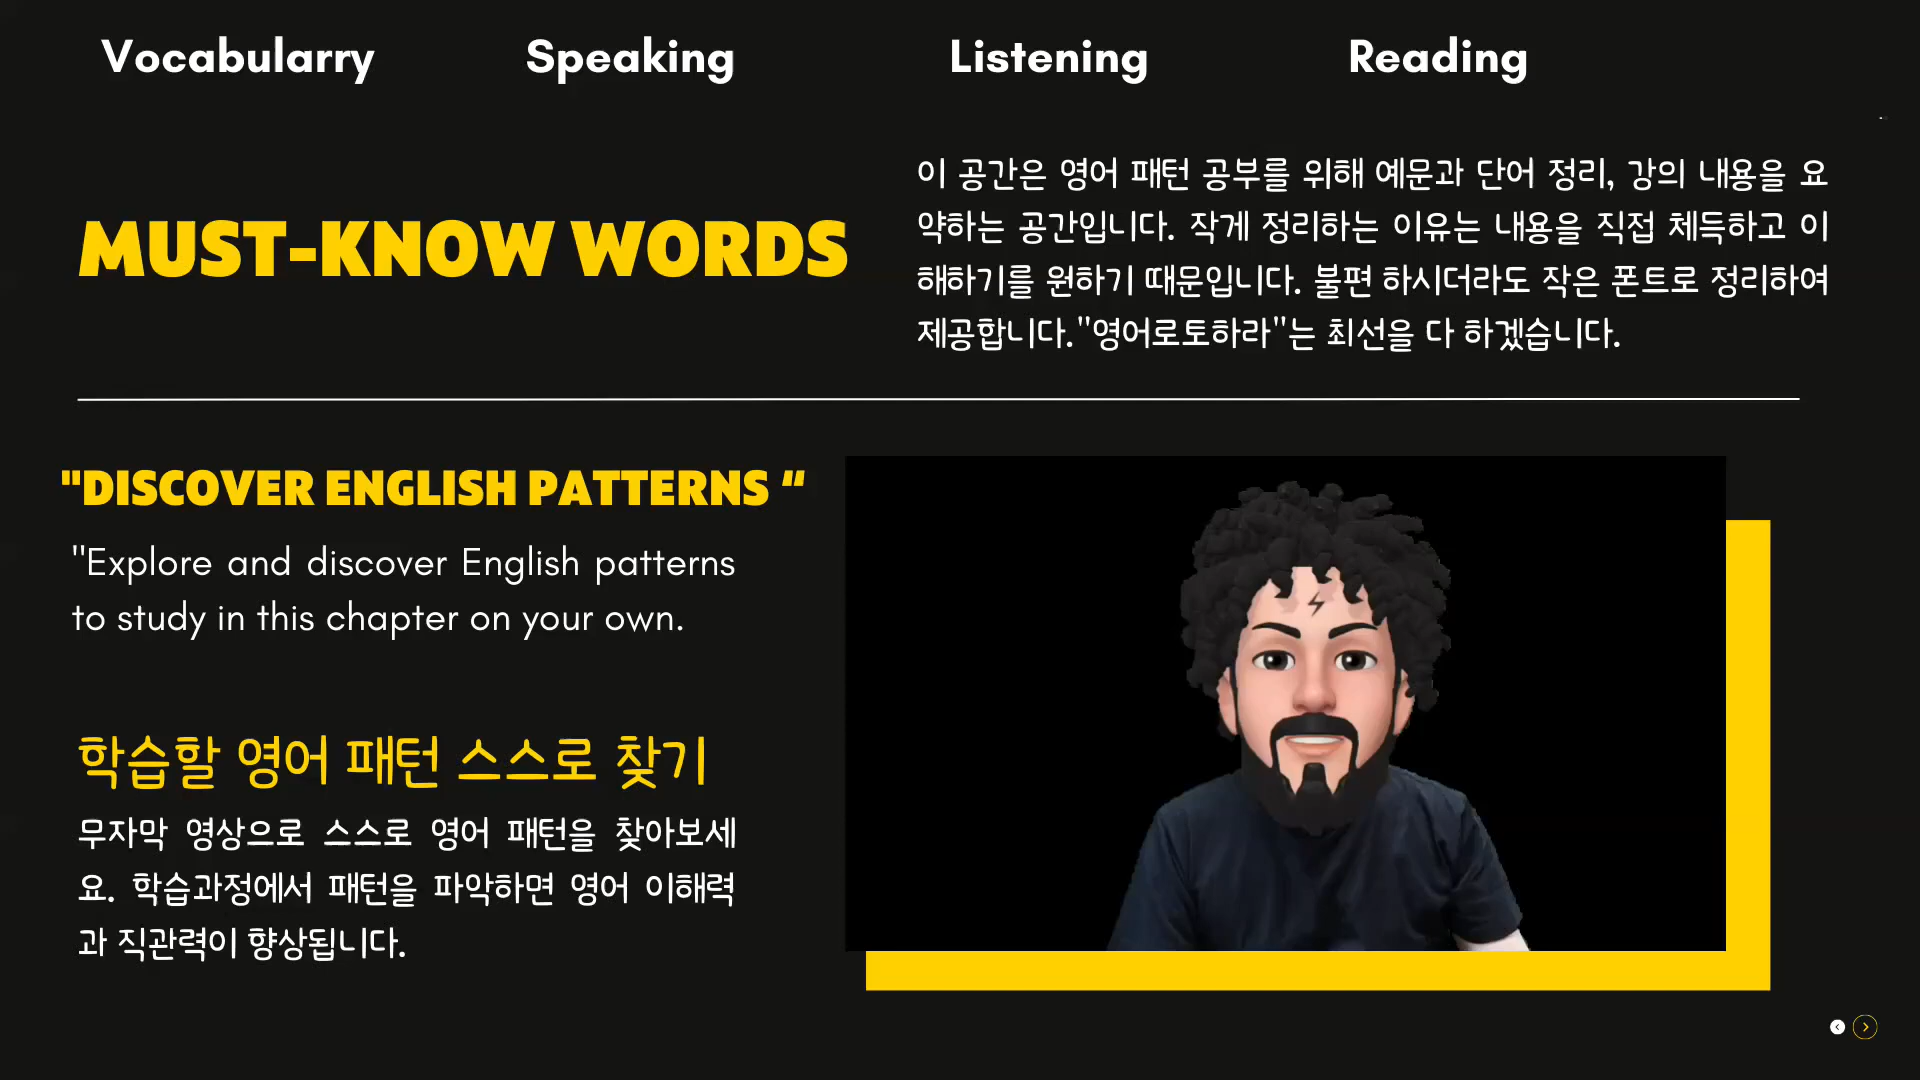 Vocabularry Speaking Listening Reading
MUST-KNOW WORDS
이 공간은 영어 패턴 공부를 위해 예문과 단어 정리, 강의 내용을 요
약하는 공간입니다. 작게 정리하는 이유는 내용을 직접 체득하고 이
해하기를 원하기 때문입니다. 불편 하시더라도 작은 폰트로 정리하여
제공합니다."영어로토하라"는 최선을 다 하겠습니다.
"DISCOVER ENGLISH PATTERNS “
"Explore and discover English patterns
to study in this chapter on your own.
학습할 영어 패턴 스스로 찾기
무자막 영상으로 스스로 영어 패턴을 찾아보세
요. 학습과정에서 패턴을 파악하면 영어 이해력
과 직관력이 향상됩니다.